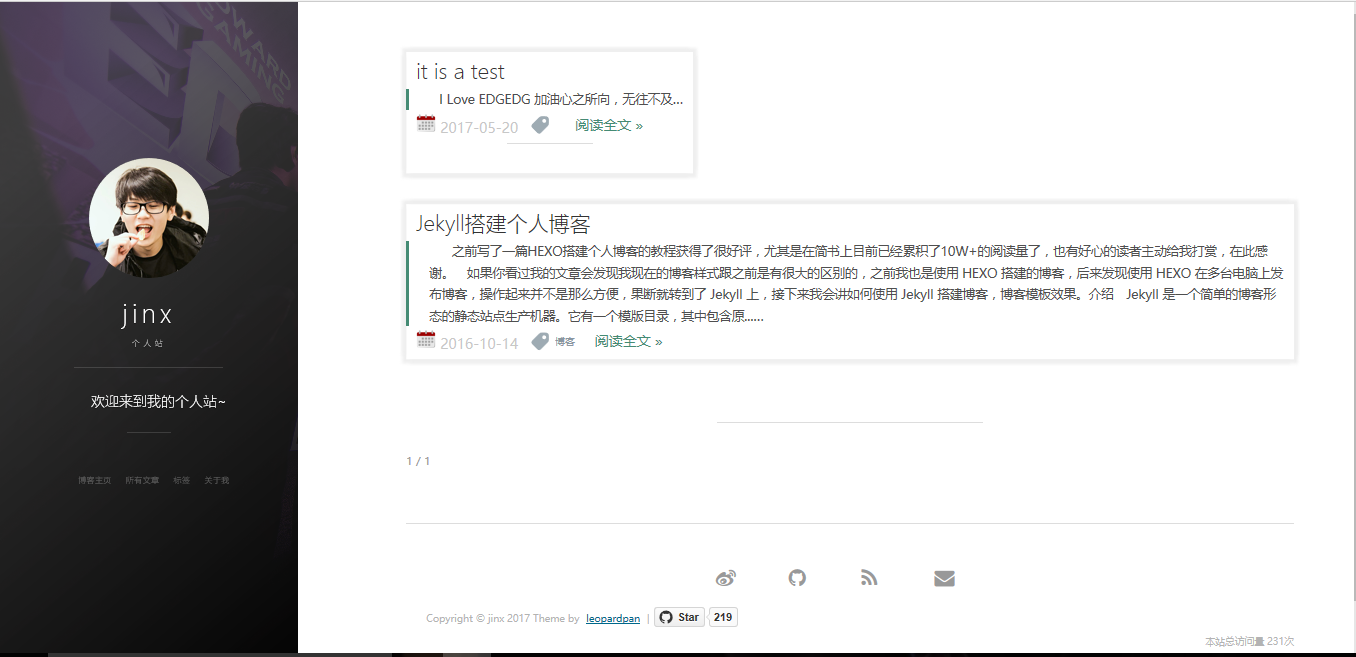 OWARD
GAMING
jinx
个人站
欢迎来到我的个人站~
博客主页 所有文章 标签 关于我
it is a test
I Love EDGEDG 加油心之所向，无往不及...
2017-05-20 阅读全文 »
Jekyll搭建个人博客
之前写了一篇HEXO搭建个人博客的教程获得了很好评，尤其是在简书上目前已经累积了10W+的阅读量了，也有好心的读者主动给我打赏，在此感
谢。 如果你看过我的文章会发现我现在的博客样式跟之前是有很大的区别的，之前我也是使用 HEXO 搭建的博客，后来发现使用 HEXO 在多台电脑上发
布博客，操作起来并不是那么方便，果断就转到了 Jekyll 上，接下来我会讲如何使用 Jekyll 搭建博客，博客模板效果。介绍 Jekyll 是一个简单的博客形
态的静态站点生产机器。它有一个模版目录，其中包含原......
2016-10-14 博客 阅读全文 »
1 / 1
Copyright © jinx 2017 Theme by leopardpan | Star 219
本站总访问量 231次